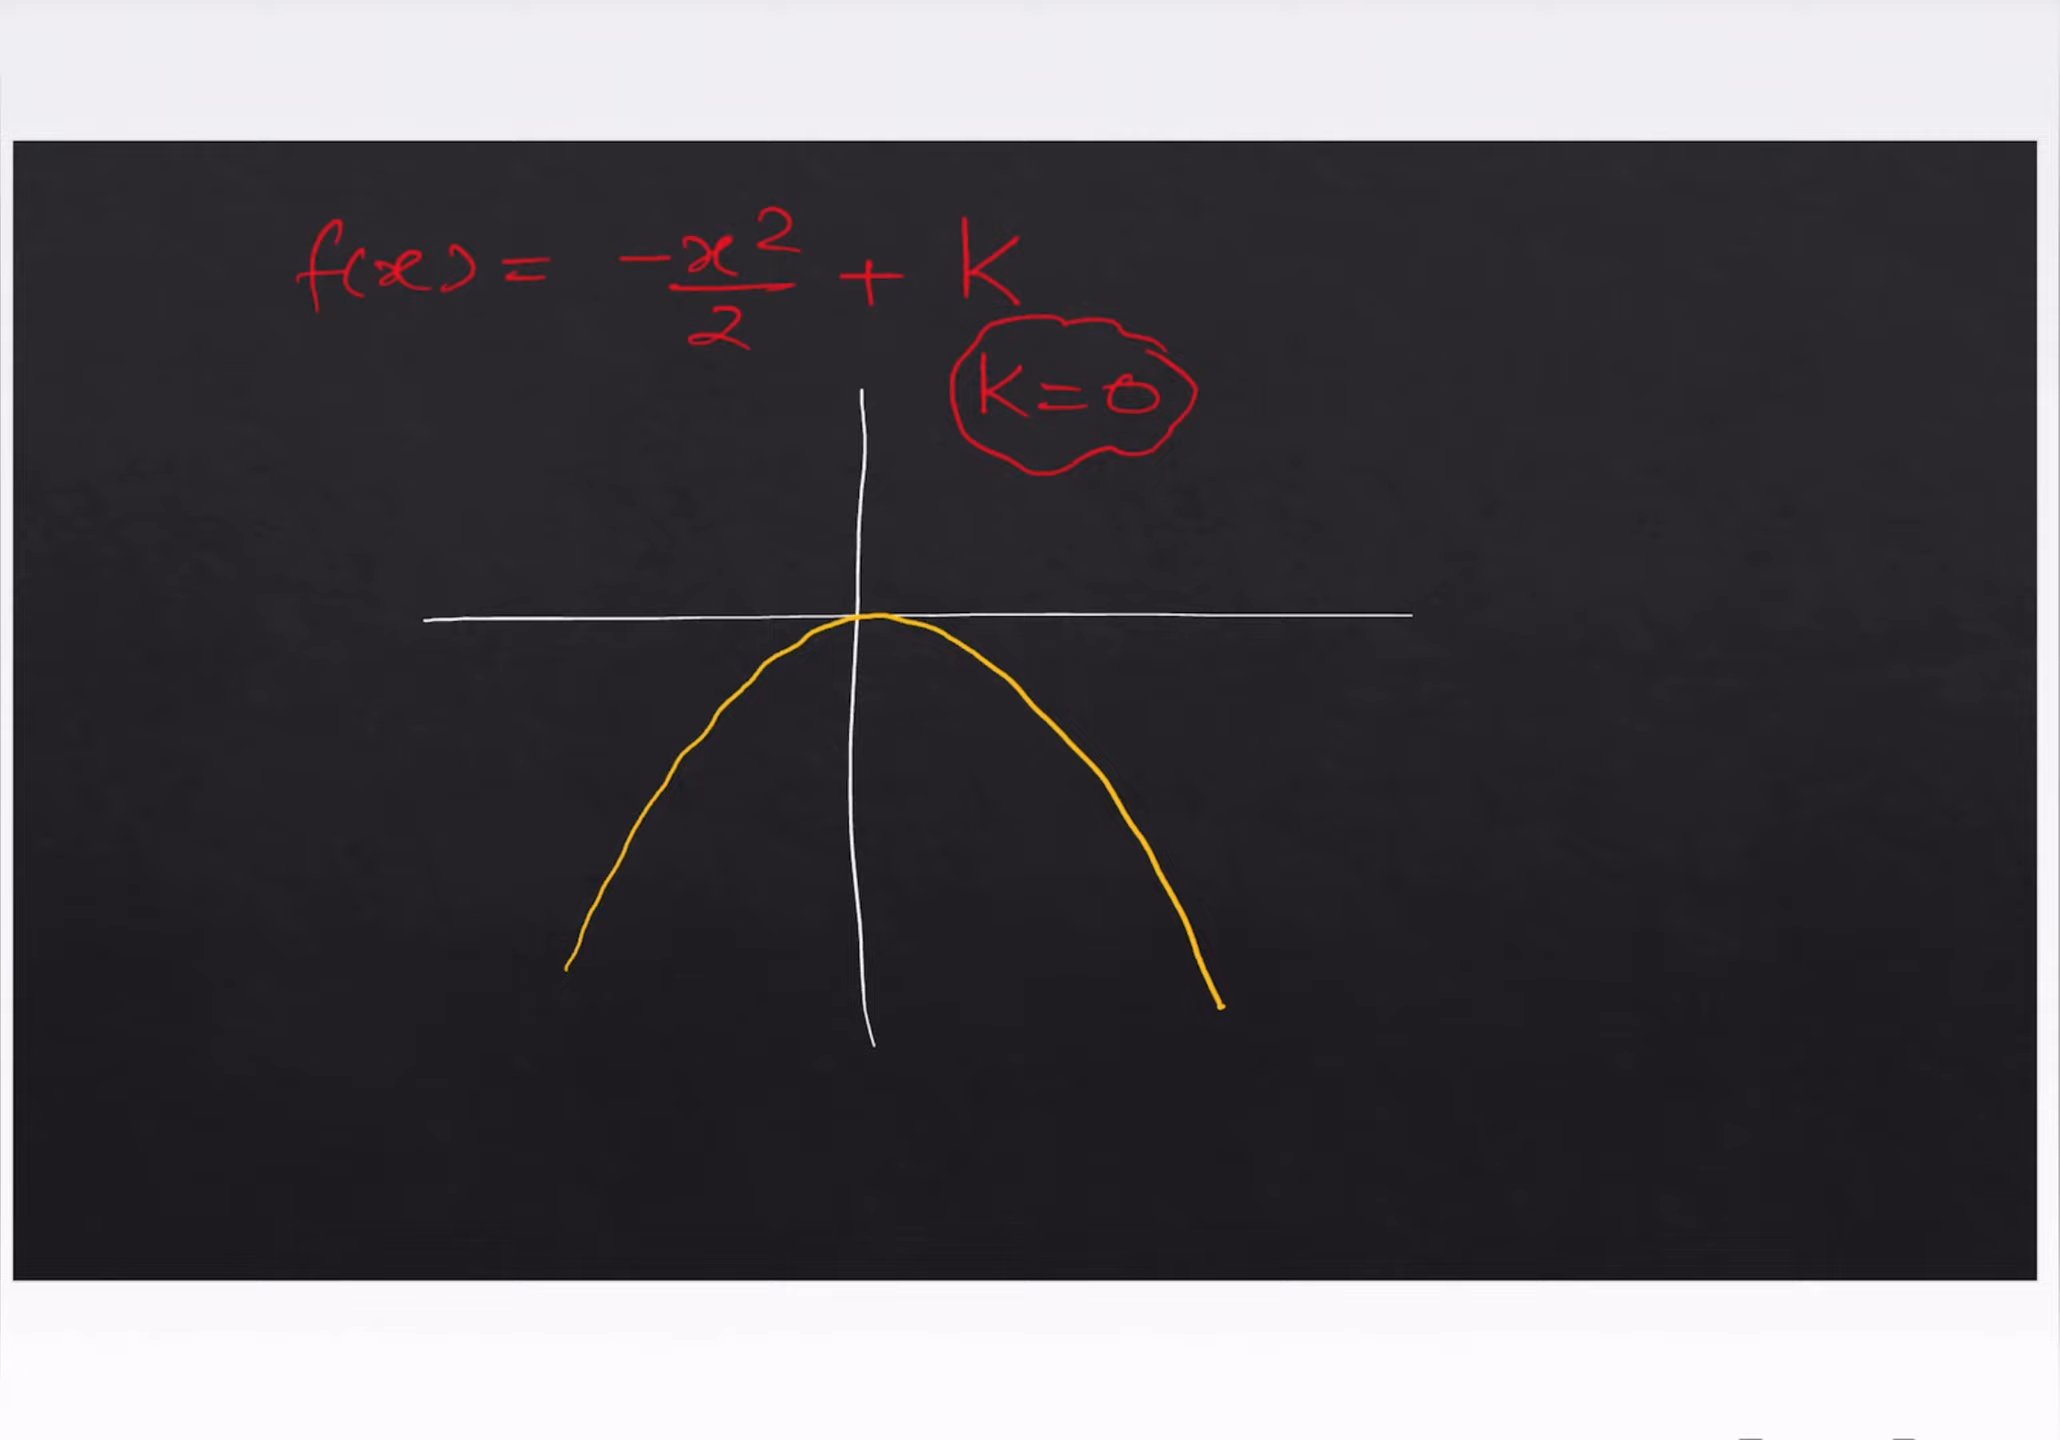 f(x) = -x²/2 + K
K=0